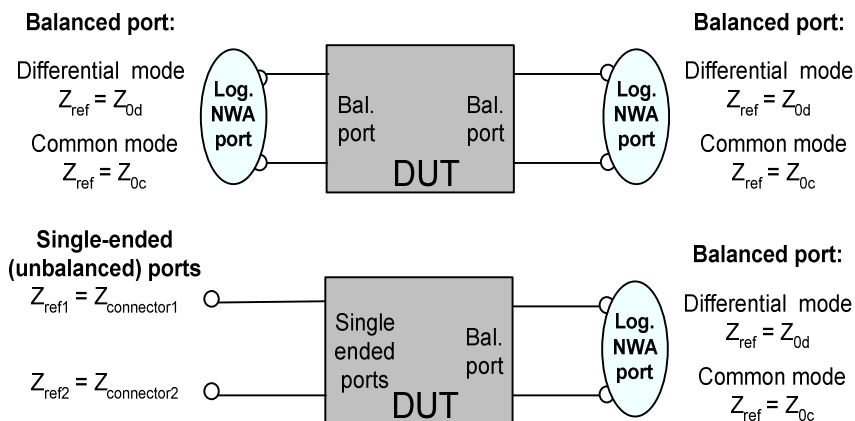 Balanced port:
Differential mode
Zref = Z0d
Common mode
Zref = Z0c
Log.
NWA
port
Bal.
port
Bal.
port
DUT
Log.
NWA
port
Balanced port:
Differential mode
Zref = Z0d
Common mode
Zref = Z0c
Single-ended
(unbalanced) ports
Zref1 = Zconnector1
Zref2 = Zconnector2
Single
ended
ports
Bal.
port
DUT
Log.
NWA
port
Balanced port:
Differential mode
Zref = Z0d
Common mode
Zref = Z0c